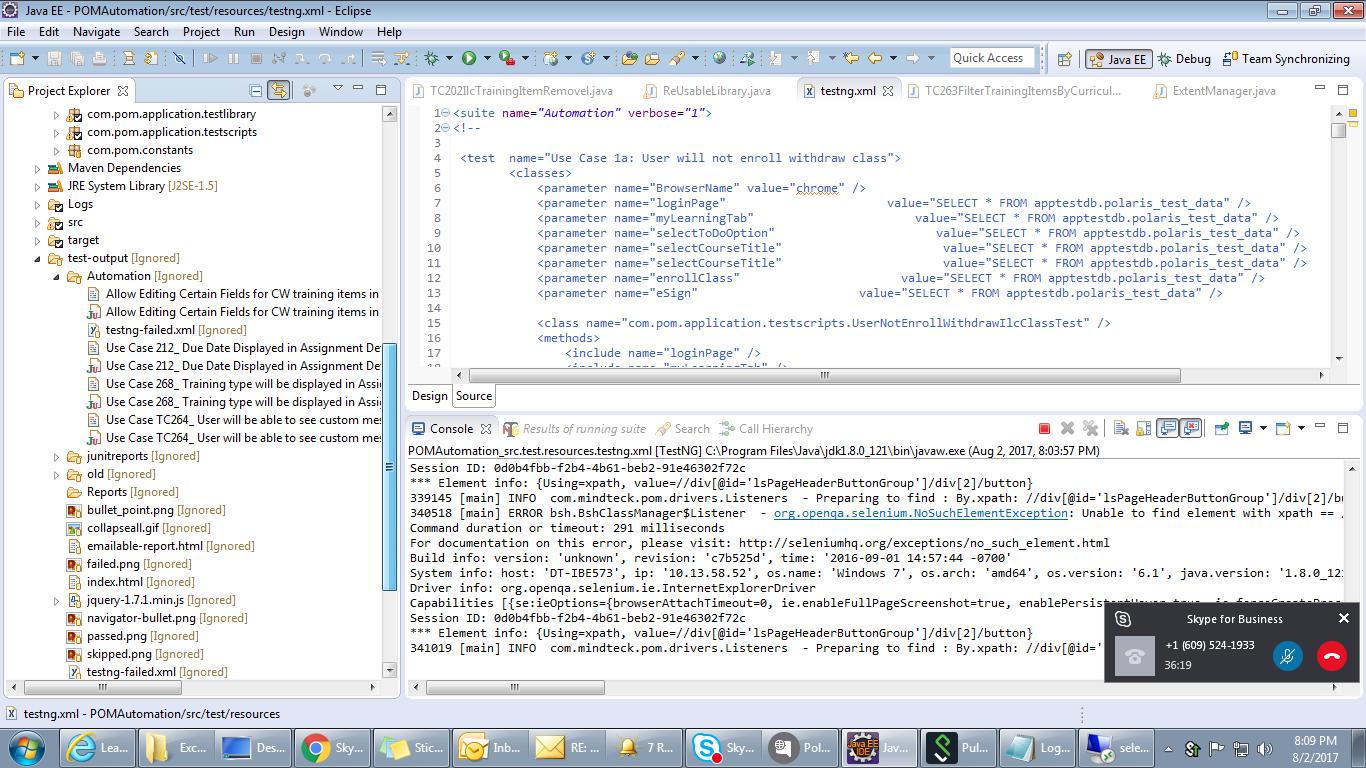 Java EE - POMAutomation/src/test/resources/testng.xml - Eclipse
File Edit Navigate Search Project Run Design Window Help
Quick Access
Java EE
Debug
Team Synchronizing
Project Explorer
com.pom.application.testlibrary
com.pom.application.testscripts
com.pom.constants
Maven Dependencies
JRE System Library [J2SE-1.5]
Logs
src
target
test-output [Ignored]
Automation [Ignored]
Allow Editing Certain Fields for CW training items in
Allow Editing Certain Fields for CW training items in
testng-failed.xml [Ignored]
Use Case 212_ Due Date Displayed in Assignment De
Use Case 212_ Due Date Displayed in Assignment De
Use Case 268_ Training type will be displayed in Assi
Use Case 268_ Training type will be displayed in Assi
Use Case TC264_ User will be able to see custom mes
Use Case TC264_ User will be able to see custom mes
junitreports [Ignored]
old [Ignored]
Reports [Ignored]
bullet_point.png [Ignored]
collapseall.gif [Ignored]
emailable-report.html [Ignored]
failed.png [Ignored]
index.html [Ignored]
jquery-1.7.1.min.js [Ignored]
navigator-bullet.png [Ignored]
passed.png [Ignored]
skipped.png [Ignored]
testng-failed.xml [Ignored]
TC202IlcTrainingItemRemovel.java
ReUsableLibrary.java
testng.xml
TC263FilterTrainingItemsByCurricul...
ExtentManager.java
1 <suite name="Automation" verbose="1">
2 <!--
3
4 <test name="Use Case 1a: User will not enroll withdraw class">
5 <classes>
6 <parameter name="BrowserName" value="chrome" />
7 <parameter name="loginPage" value="SELECT * FROM apptestdb.polaris_test_data" />
8 <parameter name="myLearningTab" value="SELECT * FROM apptestdb.polaris_test_data" />
9 <parameter name="selectToDoOption" value="SELECT * FROM apptestdb.polaris_test_data" />
10 <parameter name="selectCourseTitle" value="SELECT * FROM apptestdb.polaris_test_data" />
11 <parameter name="selectCourseTitle" value="SELECT * FROM apptestdb.polaris_test_data" />
12 <parameter name="enrollClass" value="SELECT * FROM apptestdb.polaris_test_data" />
13 <parameter name="eSign" value="SELECT * FROM apptestdb.polaris_test_data" />
14
15 <class name="com.pom.application.testscripts.UserNotEnrollWithdrawIlcClassTest" />
16 <methods>
17 <include name="loginPage" />
18 <include name="myLearningTab" />
Design Source
Console
Results of running suite
Search
Call Hierarchy
POMAutomation_src.test.resources.testng.xml [TestNG] C:\Program Files\Java\jdk1.8.0_121\bin\javaw.exe (Aug 2, 2017, 8:03:57 PM)
Session ID: 0d0b4fbb-f2b4-4b61-beb2-91e46302f72c
*** Element info: {Using=xpath, value=//div[@id='lsPageHeaderButtonGroup']/div[2]/button}
339145 [main] INFO com.mindteck.pom.drivers.Listeners - Preparing to find : By.xpath: //div[@id='lsPageHeaderButtonGroup']/div[2]/bu
340518 [main] ERROR bsh.BshClassManager$Listener - org.openqa.selenium.NoSuchElementException: Unable to find element with xpath == /
Command duration or timeout: 291 milliseconds
For documentation on this error, please visit: http://seleniumhq.org/exceptions/no_such_element.html
Build info: version: 'unknown', revision: 'c7b525d', time: '2016-09-01 14:57:44 -0700'
System info: host: 'DT-IBE573', ip: '10.13.58.52', os.name: 'Windows 7', os.arch: 'amd64', os.version: '6.1', java.version: '1.8.0_121
Driver info: org.openqa.selenium.ie.InternetExplorerDriver
Capabilities [{se:ieOptions={browserAttachTimeout=0, ie.enableFullPageScreenshot=true,
Session ID: 0d0b4fbb-f2b4-4b61-beb2-91e46302f72c
*** Element info: {Using=xpath, value=//div[@id='lsPageHeaderButtonGroup']/div[2]/button}
341019 [main] INFO com.mindteck.pom.drivers.Listeners - Preparing to find : By.xpath: //div[@id='
Skype for Business
+1 (609) 524-1933
36:19
testng.xml - POMAutomation/src/test/resources
Lea...
Exc...
Des...
Sky...
Stic...
Inb...
RE: ...
7 R...
Sky...
Pol...
Java EE IDE
Jav...
Pul...
Log...
sele...
8:09 PM
8/2/2017